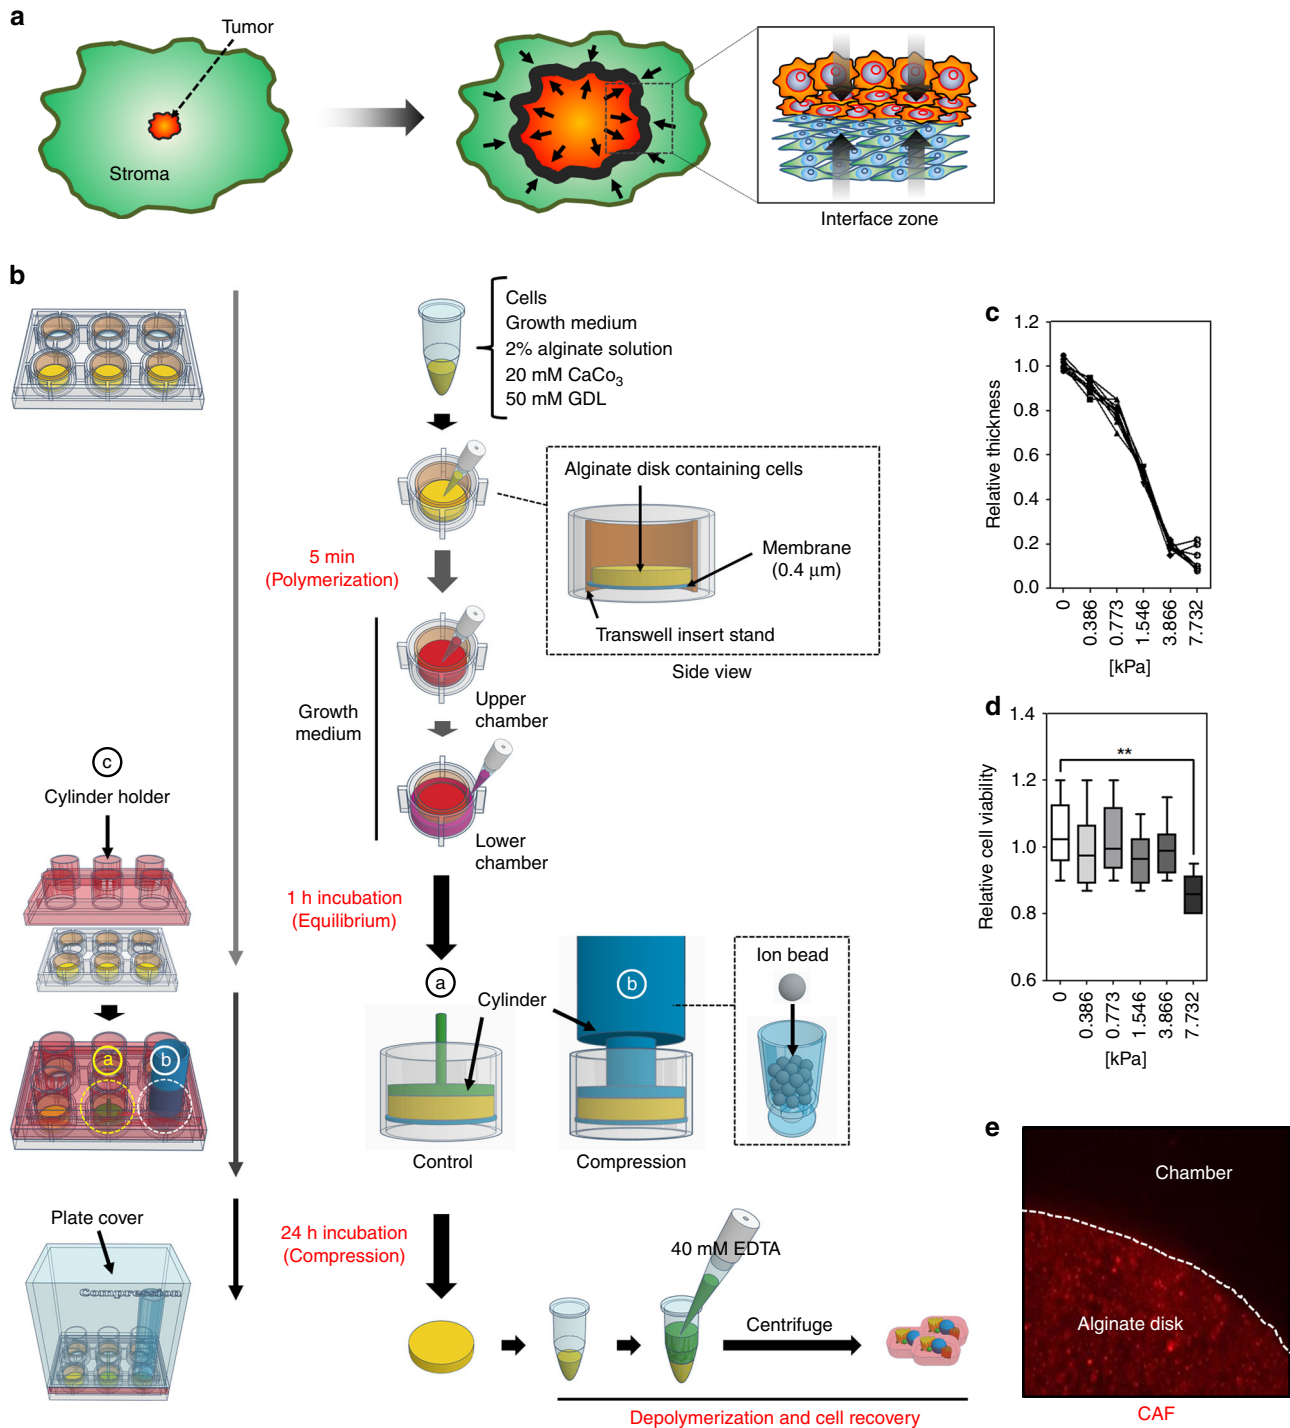 a
Tumor
Stroma
Interface zone
b
Cells
Growth medium
2% alginate solution
20 mM CaCo3
50 mM GDL
Alginate disk containing cells
Membrane
(0.4 µm)
Transwell insert stand
Side view
5 min
(Polymerization)
Growth
medium
Upper
chamber
Lower
chamber
c
Cylinder holder
1 h incubation
(Equilibrium)
a
b
Cylinder
Ion bead
a
b
Control
Compression
Plate cover
Compression
24 h incubation
(Compression)
40 mM EDTA
Centrifuge
Depolymerization and cell recovery
c
Relative thickness
1.2
1.0
0.8
0.6
0.4
0.2
0.0
0
0.386
0.773
1.546
3.866
7.732
[kPa]
d
Relative cell viability
1.4
1.2
1.0
0.8
0.6
**
0
0.386
0.773
1.546
3.866
7.732
[kPa]
e
Chamber
Alginate disk
CAF